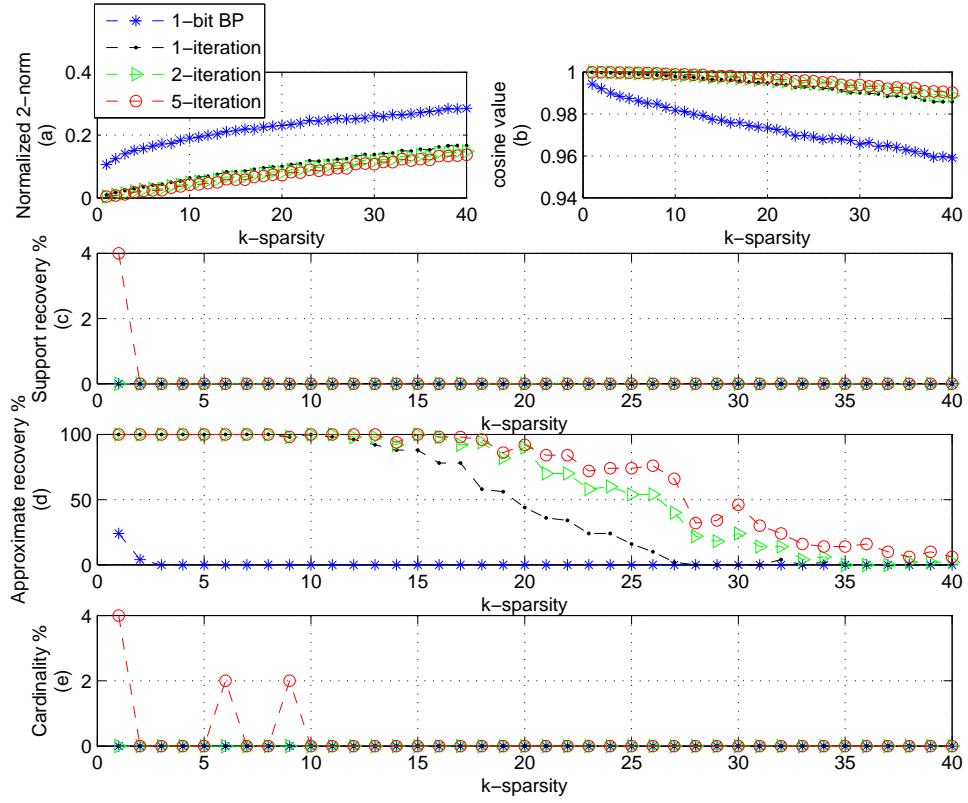 1−bit BP
1−iteration
2−iteration
5−iteration
Normalized 2−norm
(a)
0.4
0.2
0
0 10 20 30 40
k−sparsity
cosine value
(b)
1
0.98
0.96
0.94
0 10 20 30 40
k−sparsity
Support recovery %
(c)
4
2
0
0 5 10 15 20 25 30 35 40
k−sparsity
Approximate recovery %
(d)
100
50
0
0 5 10 15 20 25 30 35 40
k−sparsity
Cardinality %
(e)
4
2
0
0 5 10 15 20 25 30 35 40
k−sparsity